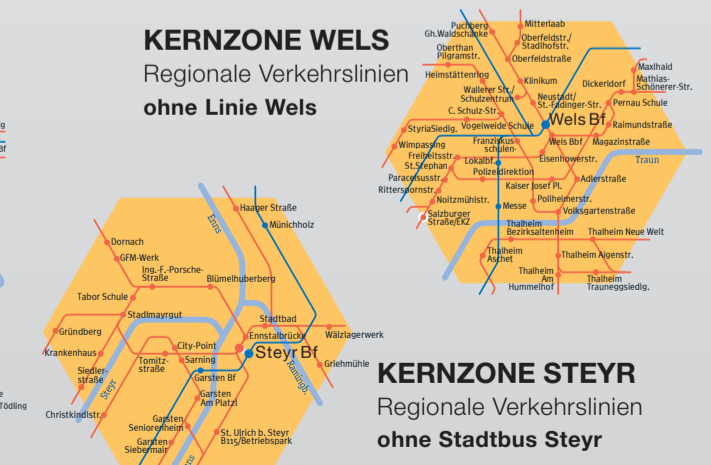 KERNZONE WELS
Regionale Verkehrslinien
ohne Linie Wels
Puchberg
Gh.Waldschänke
Mitterlaab
Oberfeldstr./
Stadlhofstr.
Oberthan
Pilgramstr.
Oberfeldstraße
Heimstättenring
Klinikum
Maxihaid
Mathias-
Schönerer-Str.
Dickerldorf
Wallerer Str./
Schulzentrum
Neustadt/
St.-Fadinger-Str.
Pernau Schule
C. Schulz-Str.
Wels Bf
StyriaSiedlg.
Vogelweide Schule
Raimundstraße
Wimpassing
Franziskus
schulen
Wels Bbf
Magazinstraße
Freiheitsstr.
St.Stephan
Lokalbf.
Eisenhowerstr.
Traun
Paracelsusstr.
Polizeidirektion
Adlerstraße
Ritterspornstr.
Kaiser Josef Pl.
Noitzmühlstr.
Pollheimerstr.
Messe
Salzburger
Straße/EKZ
Volksgartenstraße
Thalheim
Bezirksaltenheim
Thalheim Neue Welt
Thalheim
Aschet
Thalheim Aigenstr.
Thalheim
Am
Hummelhof
Thalheim
Trauneggsiedlg.
Haager Straße
Enns
Münichholz
Dornach
GFM-Werk
Ing.-F.-Porsche-
Straße
Blümelhuberberg
Tabor Schule
Stadlmayrgut
Stadtbad
Gründberg
Ennstalbrücke
Wälzlagerwerk
City-Point
Steyr Bf
Krankenhaus
Tomitz-
straße
Sarning
Griehmühle
Siedler-
straße
Garsten Bf
Ramingb.
Steyr
Garsten
Am Platzl
Christkindlstr.
Garsten
Seniorenheim
St. Ulrich b. Steyr
B115/Betriebspark
Garsten
Siebermair
KERNZONE STEYR
Regionale Verkehrslinien
ohne Stadtbus Steyr
Tödling